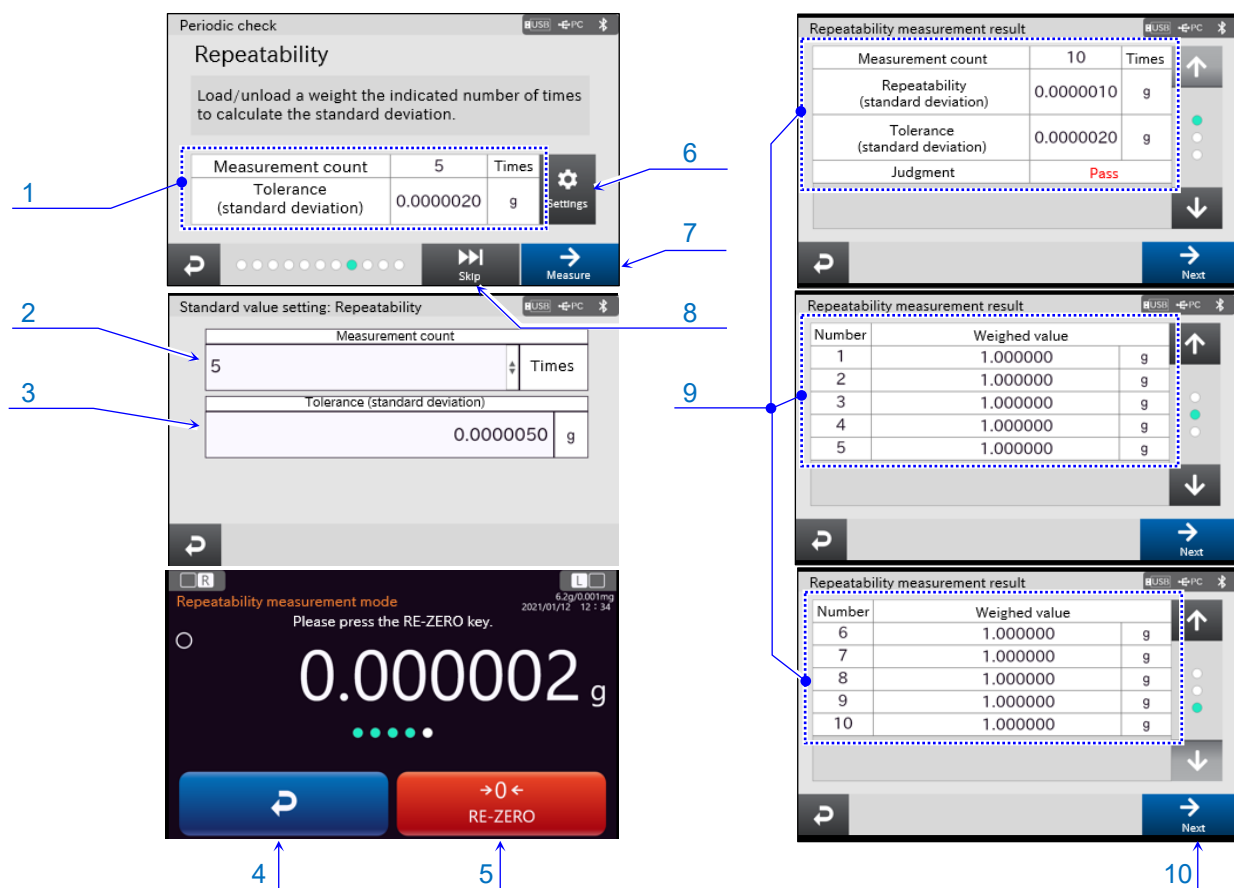 Periodic check
USB PC
Repeatability
Load/unload a weight the indicated number of times
to calculate the standard deviation.
Measurement count 5 Times
Tolerance
(standard deviation) 0.0000020 g
Settings
Skip
Measure
1
6
7
8
Standard value setting: Repeatability
USB PC
Measurement count
5 Times
Tolerance (standard deviation)
0.0000050 g
2
3
R
L
Repeatability measurement mode
6.2g/0.001mg
2021/01/12 12:34
Please press the RE-ZERO key.
0.000002 g
→0←
RE-ZERO
4
5
Repeatability measurement result
USB PC
Measurement count 10 Times
Repeatability
(standard deviation) 0.0000010 g
Tolerance
(standard deviation) 0.0000020 g
Judgment Pass
Next
9
Repeatability measurement result
USB PC
Number Weighed value
1 1.000000 g
2 1.000000 g
3 1.000000 g
4 1.000000 g
5 1.000000 g
Next
Repeatability measurement result
USB PC
Number Weighed value
6 1.000000 g
7 1.000000 g
8 1.000000 g
9 1.000000 g
10 1.000000 g
Next
10